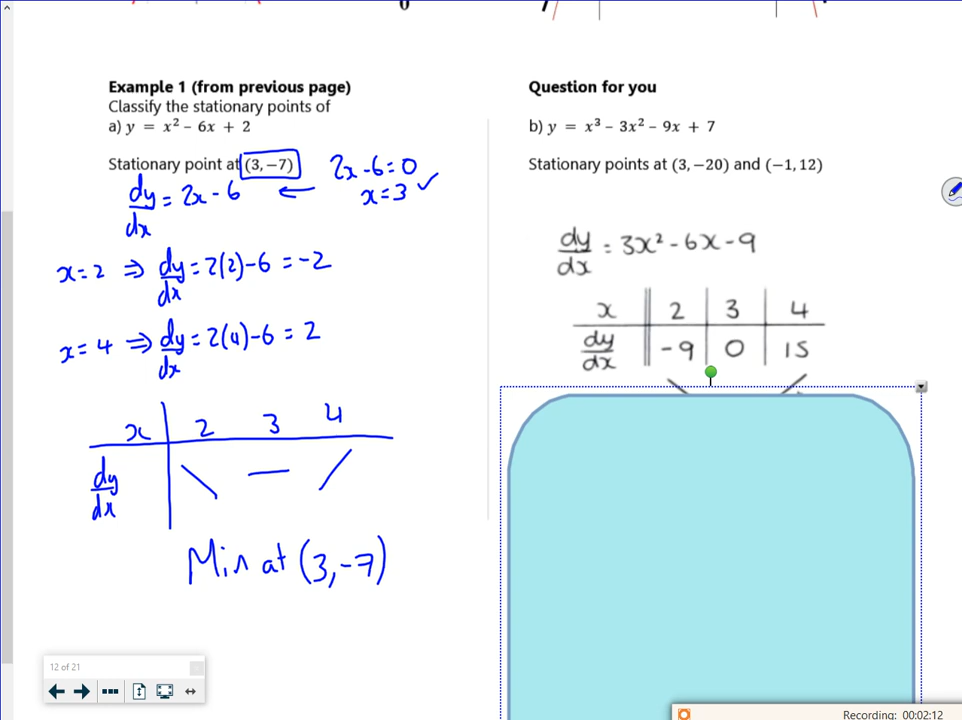 Example 1 (from previous page)
Classify the stationary points of
a) y = x² − 6x + 2
Stationary point at (3, −7)
2x - 6 = 0
x = 3 ✓
dy/dx = 2x - 6 ←
x = 2 ⇒ dy/dx = 2(2) - 6 = -2
x = 4 ⇒ dy/dx = 2(4) - 6 = 2
x 2 3 4
dy/dx \ — /
Min at (3, -7)
Question for you
b) y = x³ − 3x² − 9x + 7
Stationary points at (3, −20) and (−1, 12)
dy/dx = 3x² - 6x - 9
x 2 3 4
dy/dx -9 0 15
12 of 21
Recording: 00:02:12